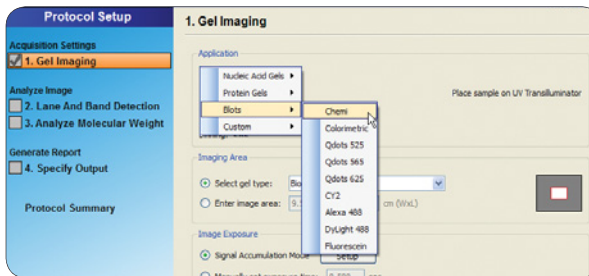 Protocol Setup
Acquisition Settings
1. Gel Imaging
Analyze Image
2. Lane And Band Detection
3. Analyze Molecular Weight
Generate Report
4. Specify Output
Protocol Summary
1. Gel Imaging
Application
Nucleic Acid Gels
Protein Gels
Blots
Custom
Chemi
Colorimetric
Qdots 525
Qdots 565
Qdots 625
CY2
Alexa 488
DyLight 488
Fluorescein
Place sample on UV Transilluminator
Imaging Area
Select gel type:
Enter image area:
cm (WxL)
Image Exposure
Signal Accumulation Mode
Setup